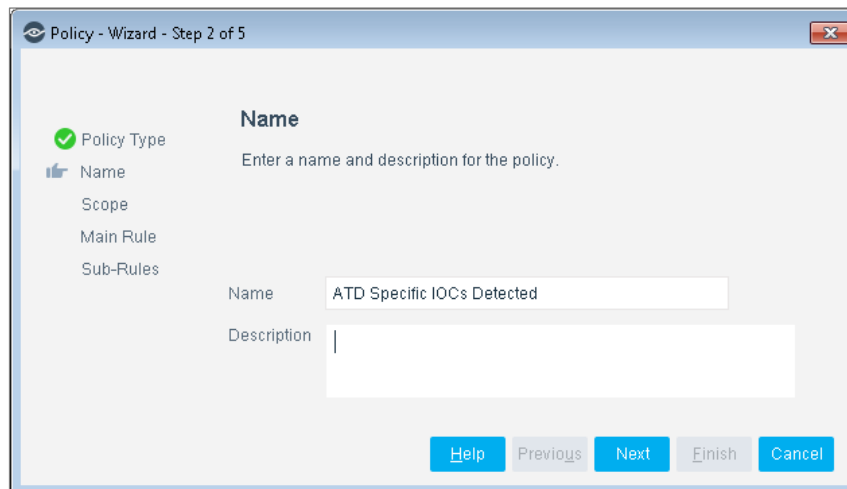 Policy - Wizard - Step 2 of 5
Policy Type
Name
Scope
Main Rule
Sub-Rules
Name
Enter a name and description for the policy.
Name ATD Specific IOCs Detected
Description
Help Previous Next Finish Cancel